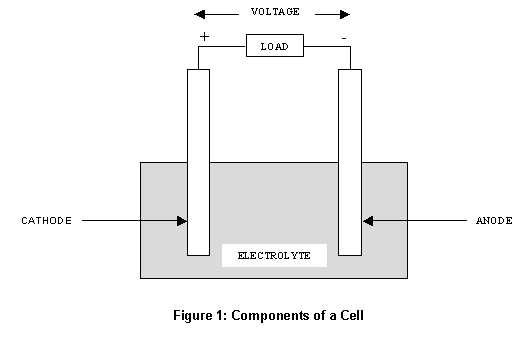 VOLTAGE
+ -
LOAD
CATHODE
ANODE
ELECTROLYTE
Figure 1: Components of a Cell